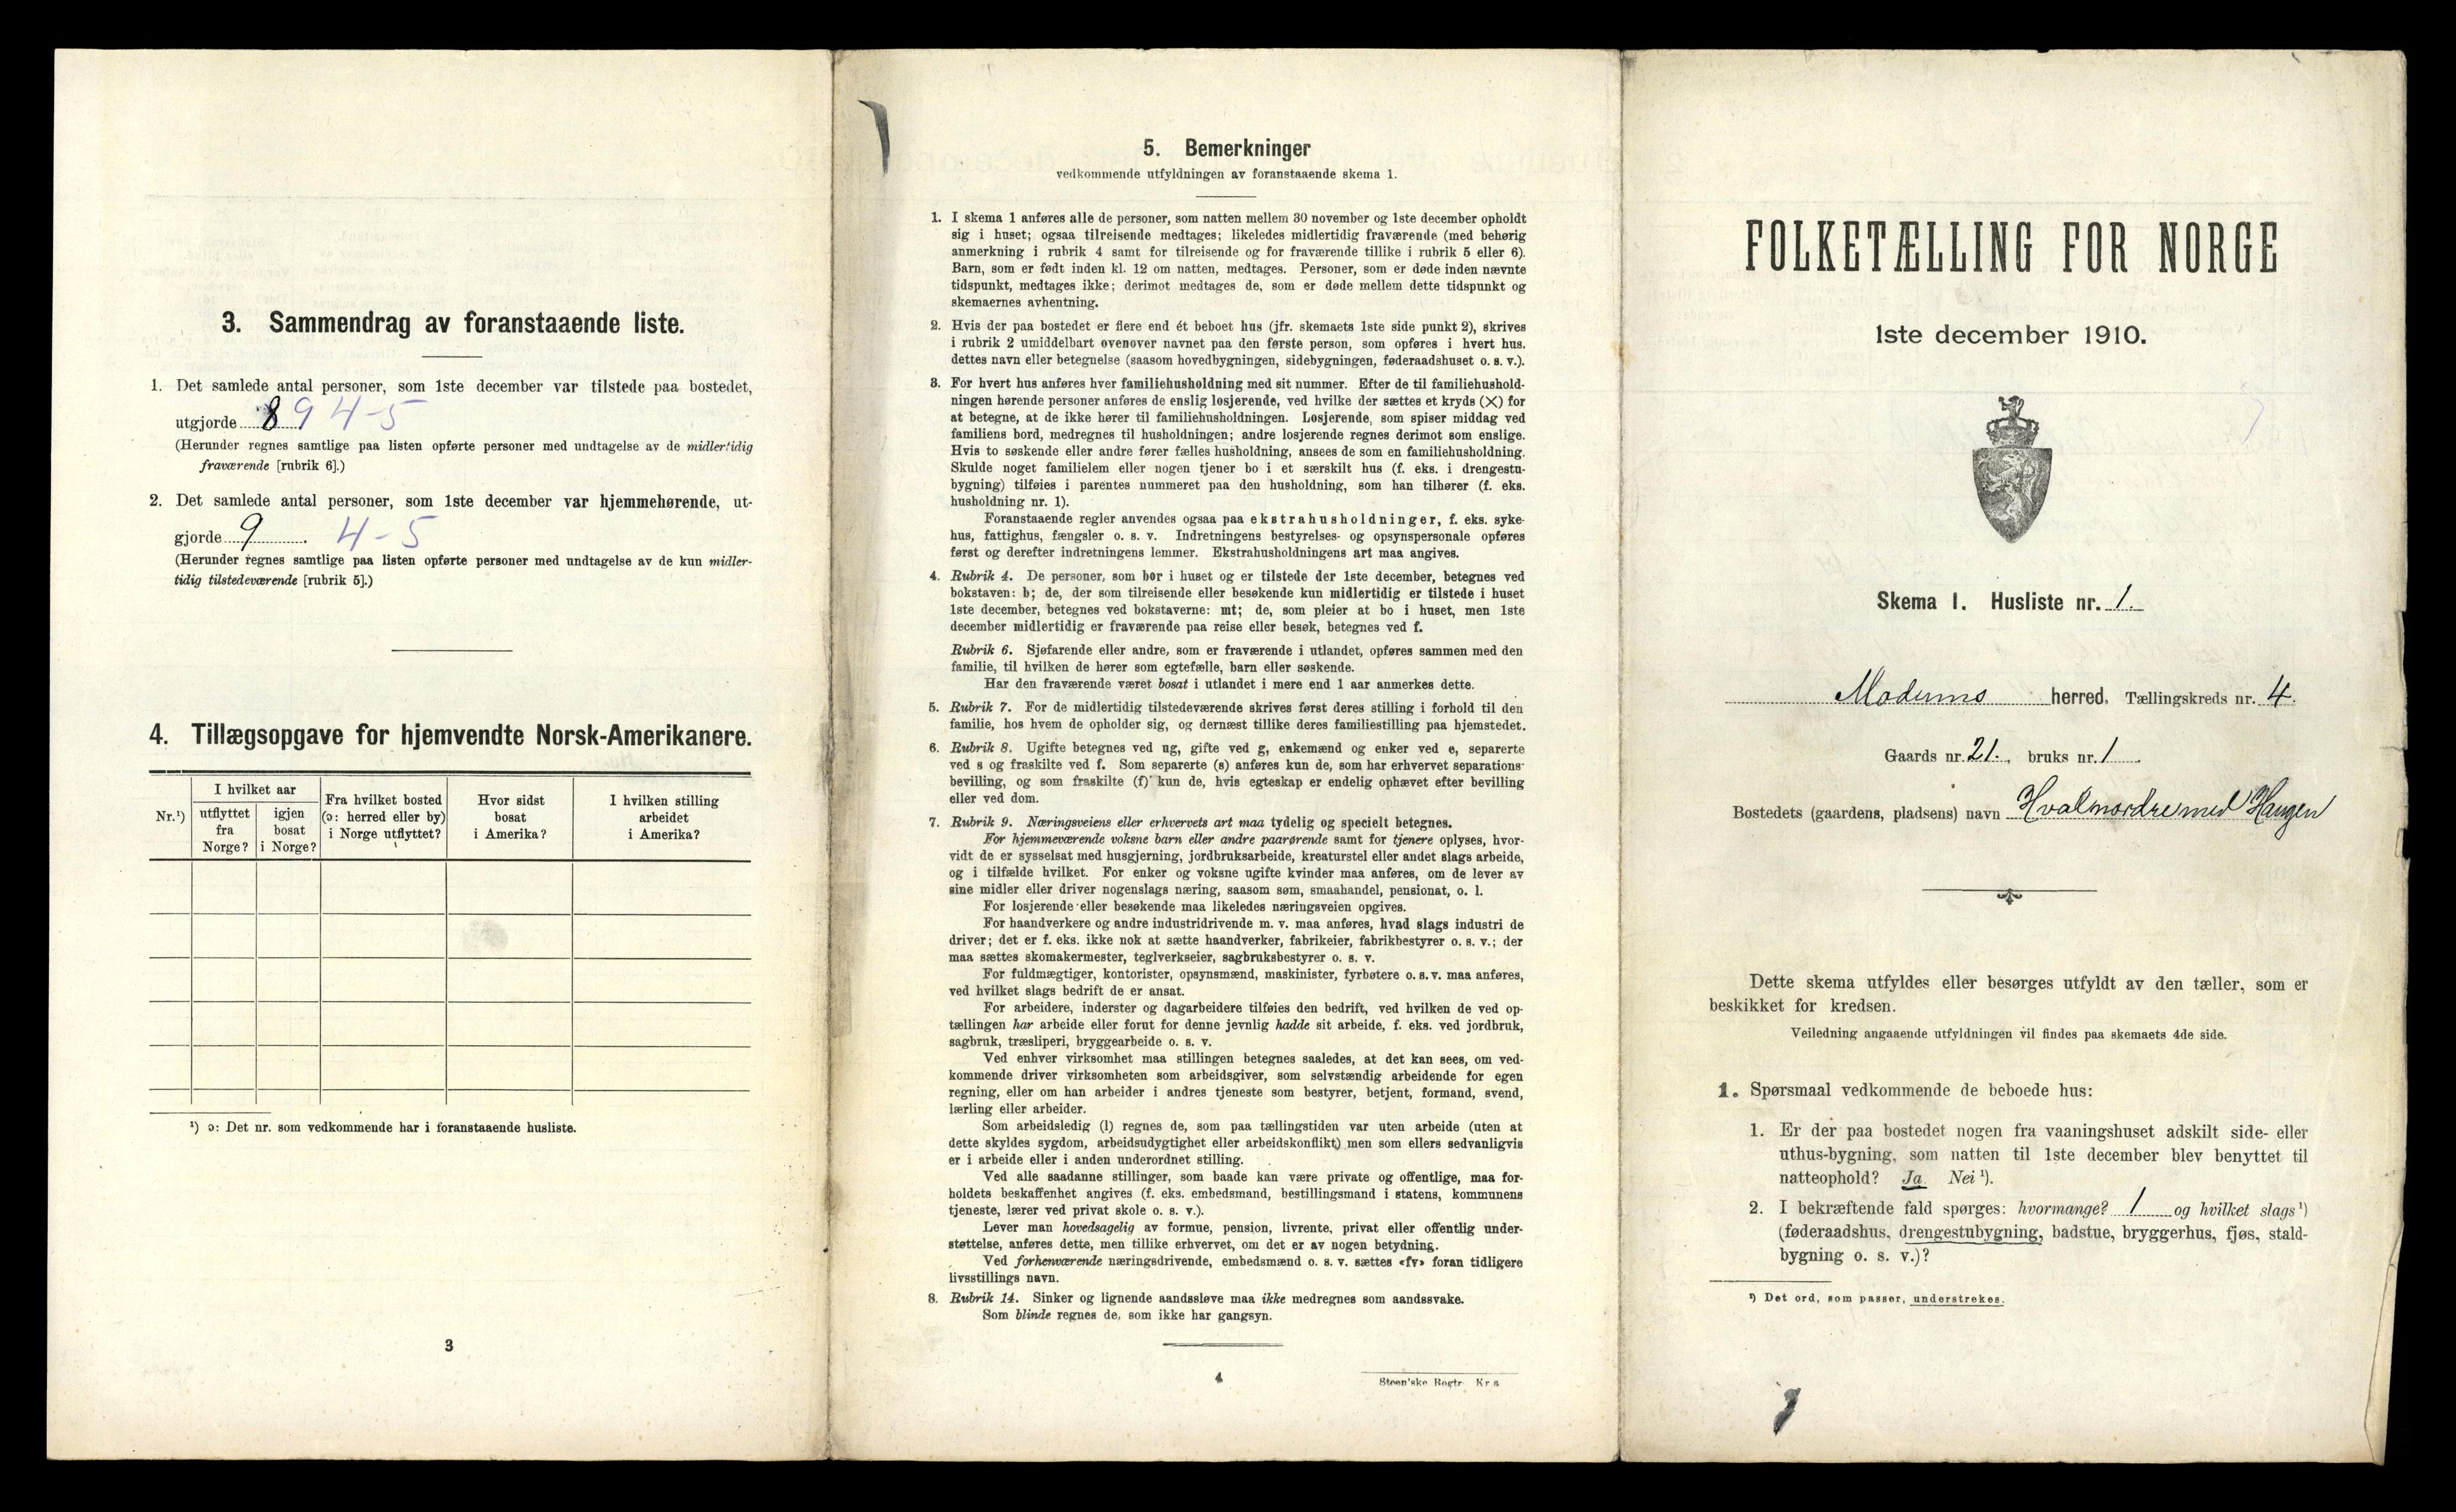 3. Sammendrag av foranstaaende liste.
1. Det samlede antal personer, som 1ste december var tilstede paa bostedet,
utgjorde 8 9 4-5
(Herunder regnes samtlige paa listen opførte personer med undtagelse av de midlertidig
fraværende [rubrik 6].)
2. Det samlede antal personer, som 1ste december var hjemmehørende, ut-
gjorde 9. 4-5
(Herunder regnes samtlige paa listen opførte personer med undtagelse av de kun midler-
tidig tilstedeværende [rubrik 5].)
4. Tillægsopgave for hjemvendte Norsk-Amerikanere.
Nr.¹)
I hvilket aar
utflyttet
fra
Norge?
igjen
bosat
i Norge?
Fra hvilket bosted
(ɔ: herred eller by)
i Norge utflyttet?
Hvor sidst
bosat
i Amerika?
I hvilken stilling
arbeidet
i Amerika?
¹) ɔ: Det nr. som vedkommende har i foranstaaende husliste.
3
5. Bemerkninger
vedkommende utfyldningen av foranstaaende skema 1.
1. I skema 1 anføres alle de personer, som natten mellem 30 november og 1ste december opholdt
sig i huset; ogsaa tilreisende medtages; likeledes midlertidig fraværende (med behørig
anmerkning i rubrik 4 samt for tilreisende og for fraværende tillike i rubrik 5 eller 6).
Barn, som er født inden kl. 12 om natten, medtages. Personer, som er døde inden nævnte
tidspunkt, medtages ikke; derimot medtages de, som er døde mellem dette tidspunkt og
skemaernes avhentning.
2. Hvis der paa bostedet er flere end ét beboet hus (jfr. skemaets 1ste side punkt 2), skrives
i rubrik 2 umiddelbart ovenover navnet paa den første person, som opføres i hvert hus.
dettes navn eller betegnelse (saasom hovedbygningen, sidebygningen, føderaadshuset o. s. v.).
3. For hvert hus anføres hver familiehusholdning med sit nummer. Efter de til familiehushold-
ningen hørende personer anføres de enslig losjerende, ved hvilke der sættes et kryds (×) for
at betegne, at de ikke hører til familiehusholdningen. Losjerende, som spiser middag ved
familiens bord, medregnes til husholdningen; andre losjerende regnes derimot som enslige.
Hvis to søskende eller andre fører fælles husholdning, ansees de som en familiehusholdning.
Skulde noget familielem eller nogen tjener bo i et særskilt hus (f. eks. i drengestu-
bygning) tilføies i parentes nummeret paa den husholdning, som han tilhører (f. eks.
husholdning nr. 1).
Foranstaaende regler anvendes ogsaa paa ekstrahusholdninger, f. eks. syke-
hus, fattighus, fængsler o. s. v. Indretningens bestyrelses- og opsynspersonale opføres
først og derefter indretningens lemmer. Ekstrahusholdningens art maa angives.
4. Rubrik 4. De personer, som bor i huset og er tilstede der 1ste december, betegnes ved
bokstaven: b; de, der som tilreisende eller besøkende kun midlertidig er tilstede i huset
1ste december, betegnes ved bokstaverne: mt; de, som pleier at bo i huset, men 1ste
december midlertidig er fraværende paa reise eller besøk, betegnes ved f.
Rubrik 6. Sjøfarende eller andre, som er fraværende i utlandet, opføres sammen med den
familie, til hvilken de hører som egtefælle, barn eller søskende.
Har den fraværende været bosat i utlandet i mere end 1 aar anmerkes dette.
5. Rubrik 7. For de midlertidig tilstedeværende skrives først deres stilling i forhold til den
familie, hos hvem de opholder sig, og dernæst tillike deres familiestilling paa hjemstedet.
6. Rubrik 8. Ugifte betegnes ved ug, gifte ved g, enkemænd og enker ved e, separerte
ved s og fraskilte ved f. Som separerte (s) anføres kun de, som har erhvervet separations-
bevilling, og som fraskilte (f) kun de, hvis egteskap er endelig ophævet efter bevilling
eller ved dom.
7. Rubrik 9. Næringsveiens eller erhvervets art maa tydelig og specielt betegnes.
For hjemmeværende voksne barn eller andre paarørende samt for tjenere oplyses, hvor-
vidt de er sysselsat med husgjerning, jordbruksarbeide, kreaturstel eller andet slags arbeide,
og i tilfælde hvilket. For enker og voksne ugifte kvinder maa anføres, om de lever av
sine midler eller driver nogenslags næring, saasom søm, smaahandel, pensionat, o. l.
For losjerende eller besøkende maa likeledes næringsveien opgives.
For haandverkere og andre industridrivende m. v. maa anføres, hvad slags industri de
driver; det er f. eks. ikke nok at sætte haandverker, fabrikeier, fabrikbestyrer o. s. v.; der
maa sættes skomakermester, teglverkseier, sagbruksbestyrer o. s. v.
For fuldmægtiger, kontorister, opsynsmænd, maskinister, fyrbøtere o. s. v. maa anføres,
ved hvilket slags bedrift de er ansat.
For arbeidere, inderster og dagarbeidere tilføies den bedrift, ved hvilken de ved op-
tællingen har arbeide eller forut for denne jevnlig hadde sit arbeide, f. eks. ved jordbruk,
sagbruk, træsliperi, bryggearbeide o. s. v.
Ved enhver virksomhet maa stillingen betegnes saaledes, at det kan sees, om ved-
kommende driver virksomheten som arbeidsgiver, som selvstændig arbeidende for egen
regning, eller om han arbeider i andres tjeneste som bestyrer, betjent, formand, svend,
lærling eller arbeider.
Som arbeidsledig (l) regnes de, som paa tællingstiden var uten arbeide (uten at
dette skyldes sygdom, arbeidsudygtighet eller arbeidskonflikt) men som ellers sedvanligvis
er i arbeide eller i anden underordnet stilling.
Ved alle saadanne stillinger, som baade kan være private og offentlige, maa for-
holdets beskaffenhet angives (f. eks. embedsmand, bestillingsmand i statens, kommunens
tjeneste, lærer ved privat skole o. s. v.).
Lever man hovedsagelig av formue, pension, livrente, privat eller offentlig under-
støttelse, anføres dette, men tillike erhvervet, om det er av nogen betydning.
Ved forhenværende næringsdrivende, embedsmænd o. s. v. sættes «fv» foran tidligere
livsstillings navn.
8. Rubrik 14. Sinker og lignende aandssløve maa ikke medregnes som aandssvake.
Som blinde regnes de, som ikke har gangsyn.
4
Steen'ske Bogtr. Kr.a
FOLKETÆLLING FOR NORGE
1ste december 1910.
Skema 1. Husliste nr. 1.
Modums herred. Tællingskreds nr. 4.
Gaards nr. 21., bruks nr. 1.
Bostedets (gaardens, pladsens) navn Hvalmordre med Haugen
Dette skema utfyldes eller besørges utfyldt av den tæller, som er
beskikket for kredsen.
Veiledning angaaende utfyldningen vil findes paa skemaets 4de side.
1. Spørsmaal vedkommende de beboede hus:
1. Er der paa bostedet nogen fra vaaningshuset adskilt side- eller
uthus-bygning, som natten til 1ste december blev benyttet til
natteophold? Ja Nei ¹).
2. I bekræftende fald spørges: hvormange? 1 og hvilket slags ¹)
(føderaadshus, drengestubygning, badstue, bryggerhus, fjøs, stald-
bygning o. s. v.)?
¹) Det ord, som passer, understrekes.